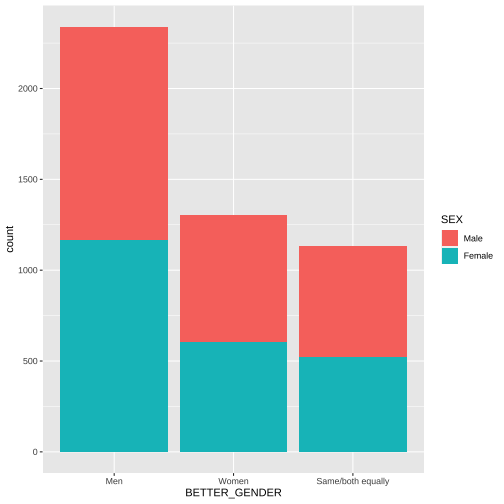 count
2000
1500
1000
500
0
Men Women Same/both equally
BETTER_GENDER
SEX
Male
Female